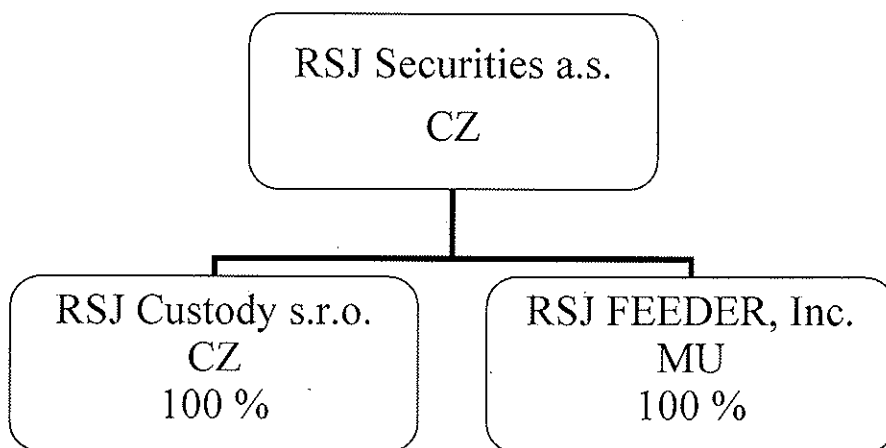 RSJ Securities a.s.
CZ
RSJ Custody s.r.o.
CZ
100 %
RSJ FEEDER, Inc.
MU
100 %